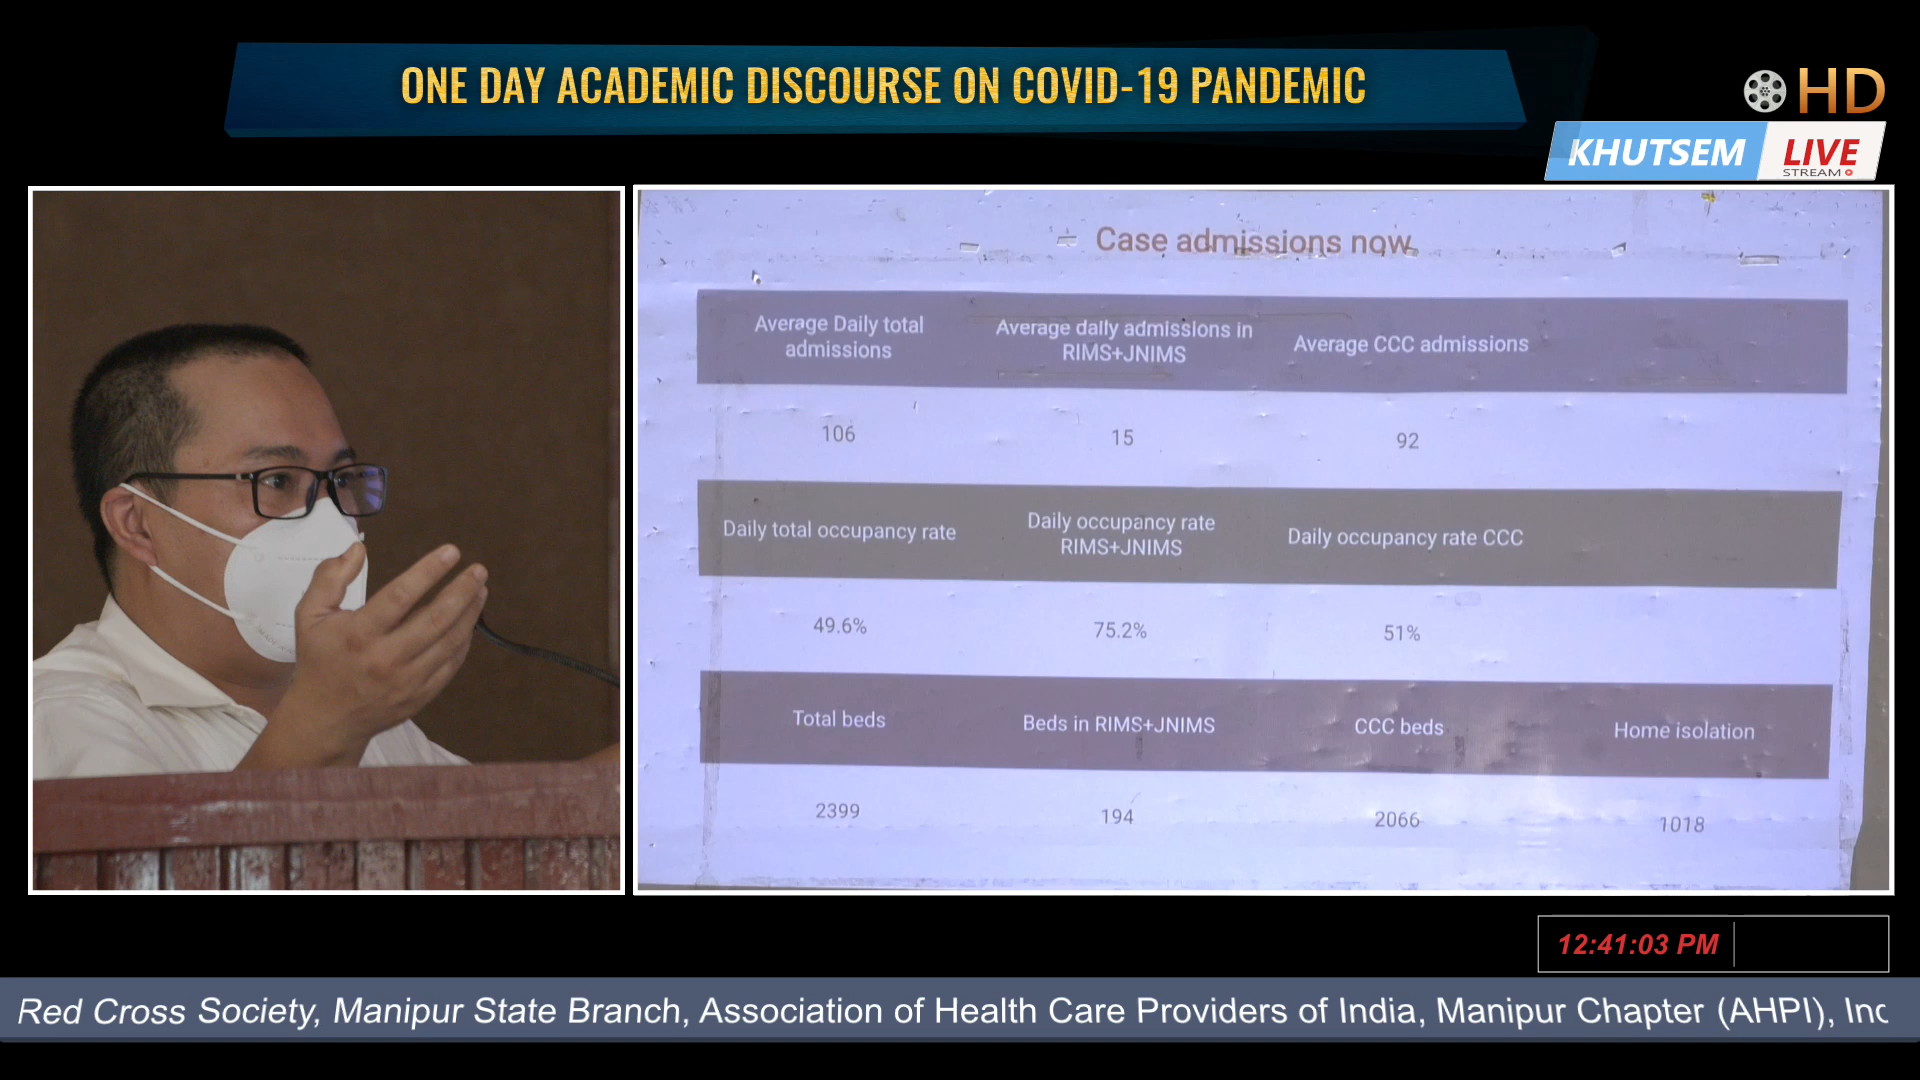 ONE DAY ACADEMIC DISCOURSE ON COVID-19 PANDEMIC
HD
KHUTSEM LIVE
STREAM
Case admissions now
Average Daily total
admissions
Average daily admissions in
RIMS+JNIMS
Average CCC admissions
106 15 92
Daily total occupancy rate
Daily occupancy rate
RIMS+JNIMS
Daily occupancy rate CCC
49.6% 75.2% 51%
Total beds Beds in RIMS+JNIMS CCC beds Home isolation
2399 194 2066 1018
12:41:03 PM
Red Cross Society, Manipur State Branch, Association of Health Care Providers of India, Manipur Chapter (AHPI), Inc